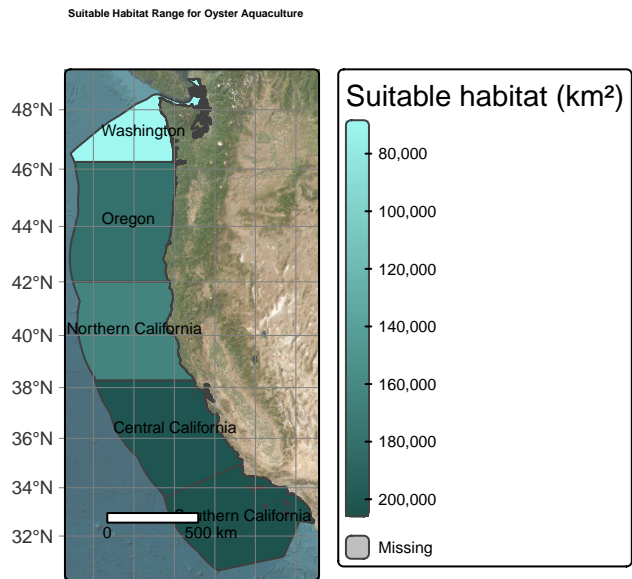 Suitable Habitat Range for Oyster Aquaculture
48°N
46°N
44°N
42°N
40°N
38°N
36°N
34°N
32°N
Washington
Oregon
Northern California
Central California
Southern California
0 500 km
Suitable habitat (km²)
80,000
100,000
120,000
140,000
160,000
180,000
200,000
Missing